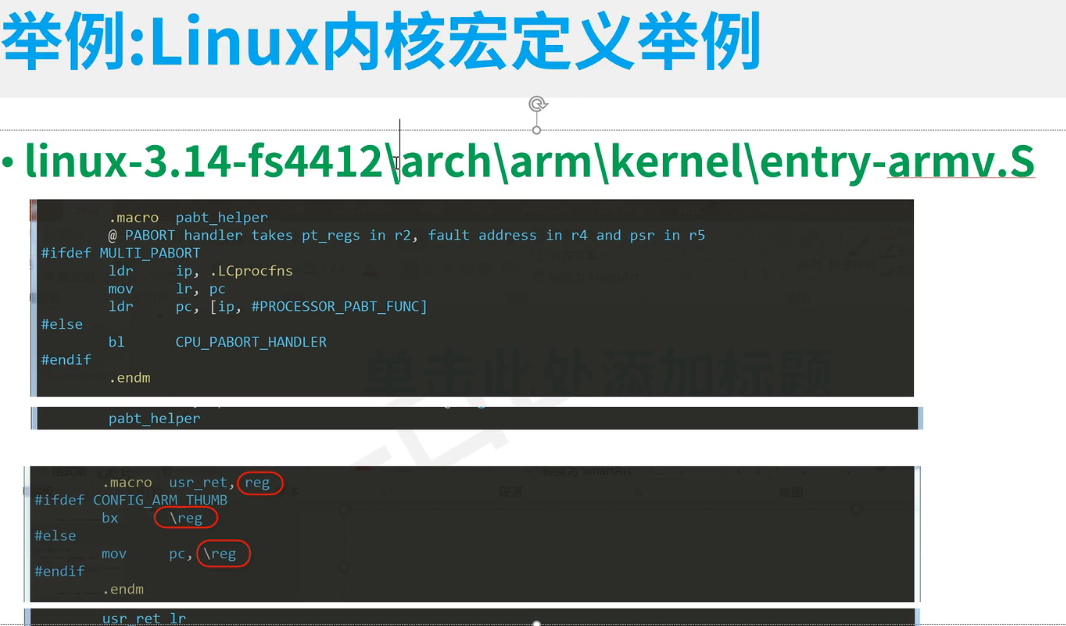 举例:Linux内核宏定义举例
• linux-3.14-fs4412\arch\arm\kernel\entry-armv.S
.macro pabt_helper
@ PABORT handler takes pt_regs in r2, fault address in r4 and psr in r5
#ifdef MULTI_PABORT
ldr ip, .LCprocfns
mov lr, pc
ldr pc, [ip, #PROCESSOR_PABT_FUNC]
#else
bl CPU_PABORT_HANDLER
#endif
单击此处添加标题
.endm
pabt_helper
.macro usr_ret, reg
#ifdef CONFIG_ARM_THUMB
bx \reg
#else
mov pc, \reg
#endif
.endm
usr_ret lr